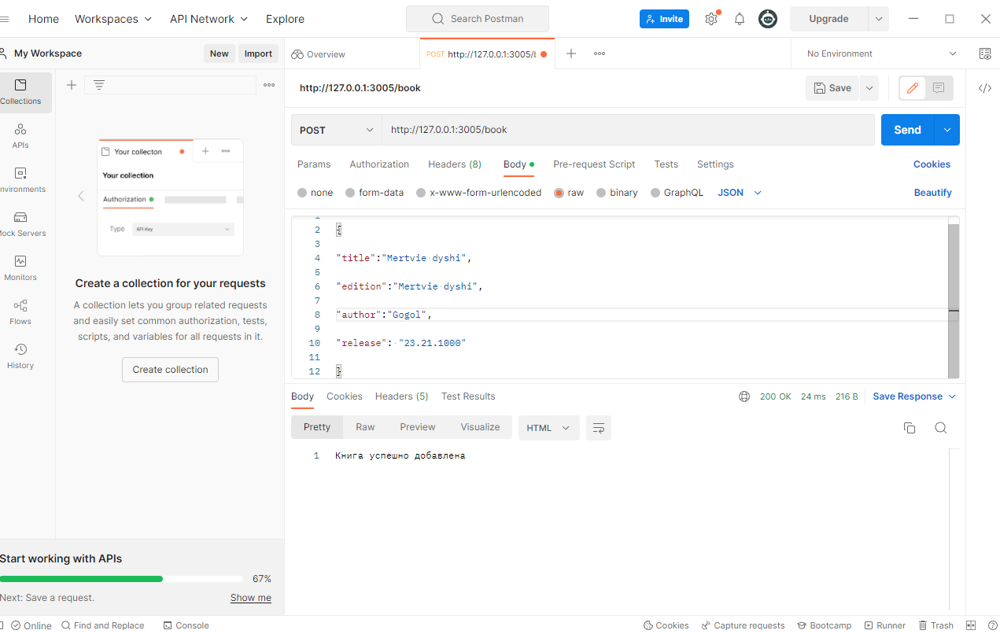 Home Workspaces API Network Explore Search Postman Invite Upgrade
My Workspace New Import Overview POST http://127.0.0.1:3005/ No Environment
Collections
APIs
nvironments
Mock Servers
Monitors
Flows
History
Your collecton
Your collection
Authorization
Type API Key
Create a collection for your requests
A collection lets you group related requests
and easily set common authorization, tests,
scripts, and variables for all requests in it.
Create collection
Start working with APIs
67%
Next: Save a request. Show me
http://127.0.0.1:3005/book Save
POST http://127.0.0.1:3005/book Send
Params Authorization Headers (8) Body Pre-request Script Tests Settings Cookies
none form-data x-www-form-urlencoded raw binary GraphQL JSON Beautify
2 {
3
4 "title":"Mertvie dyshi",
5
6 "edition":"Mertvie dyshi",
7
8 "author":"Gogol",
9
10 "release": "23.21.1000"
11
12 }
Body Cookies Headers (5) Test Results 200 OK 24 ms 216 B Save Response
Pretty Raw Preview Visualize HTML
1 Книга успешно добавлена
Online Find and Replace Console Cookies Capture requests Bootcamp Runner Trash